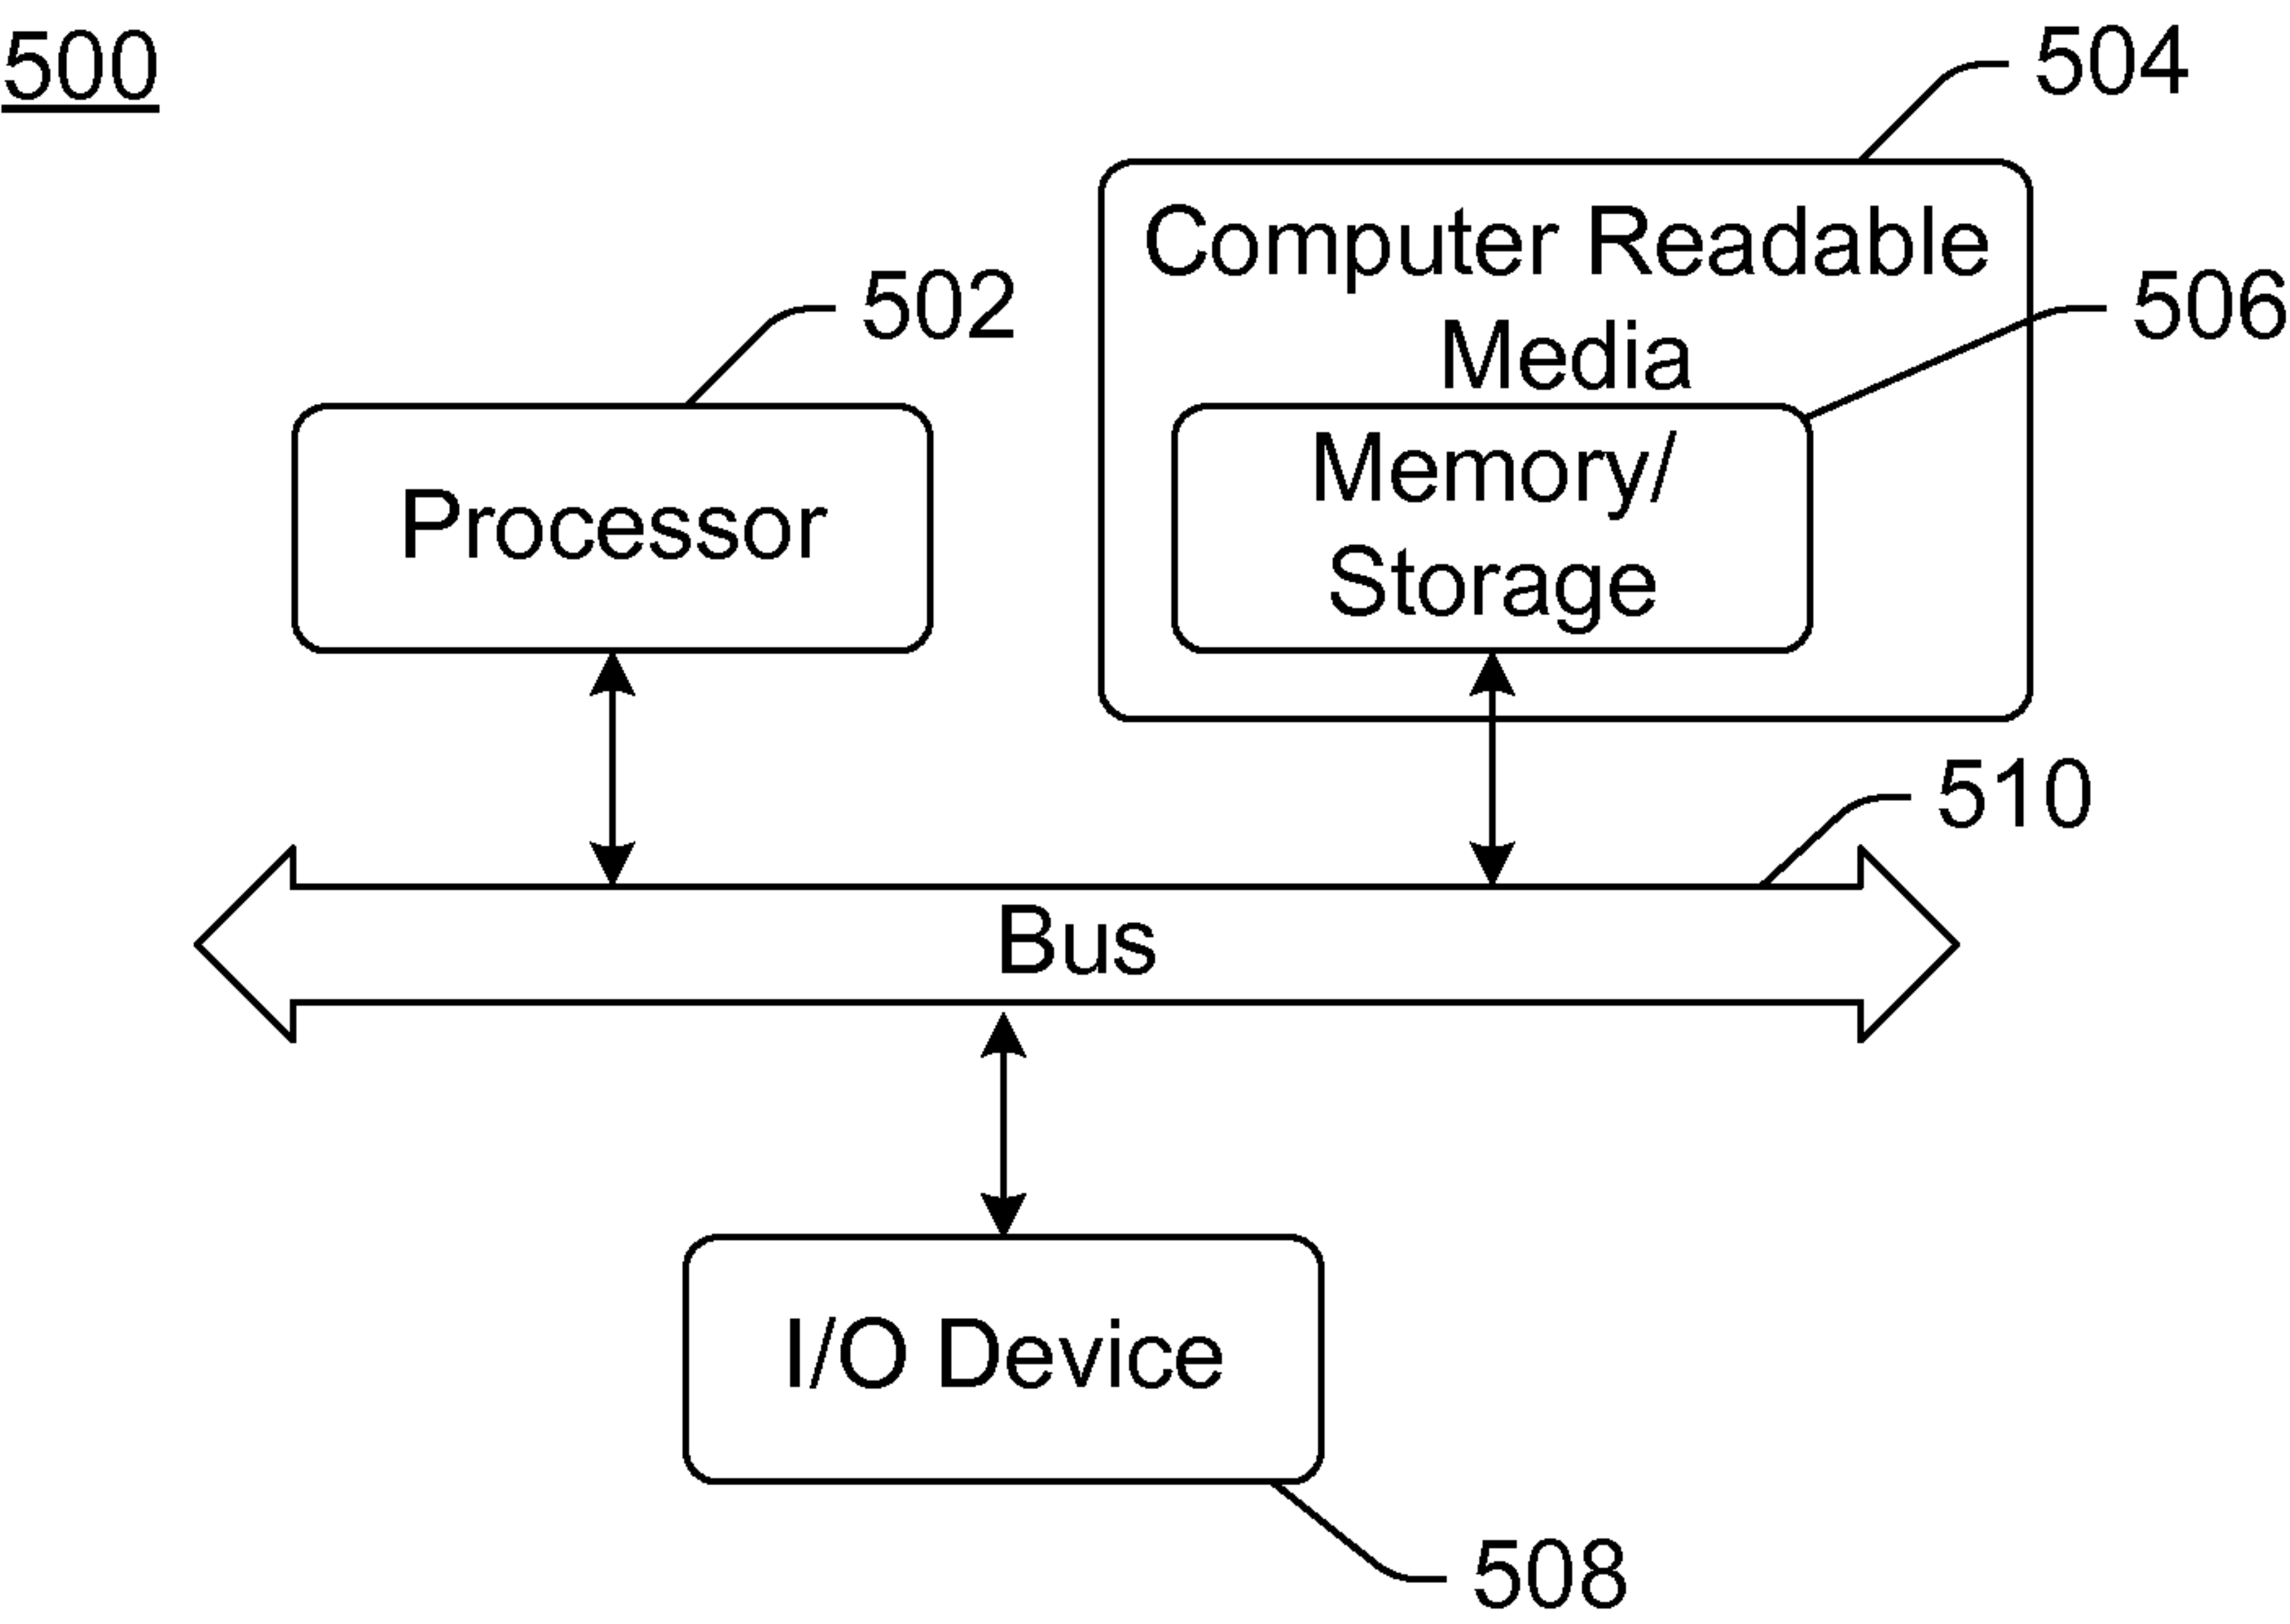 500
504
Computer Readable
Media
502
506
Processor
Memory/
Storage
510
Bus
I/O Device
508